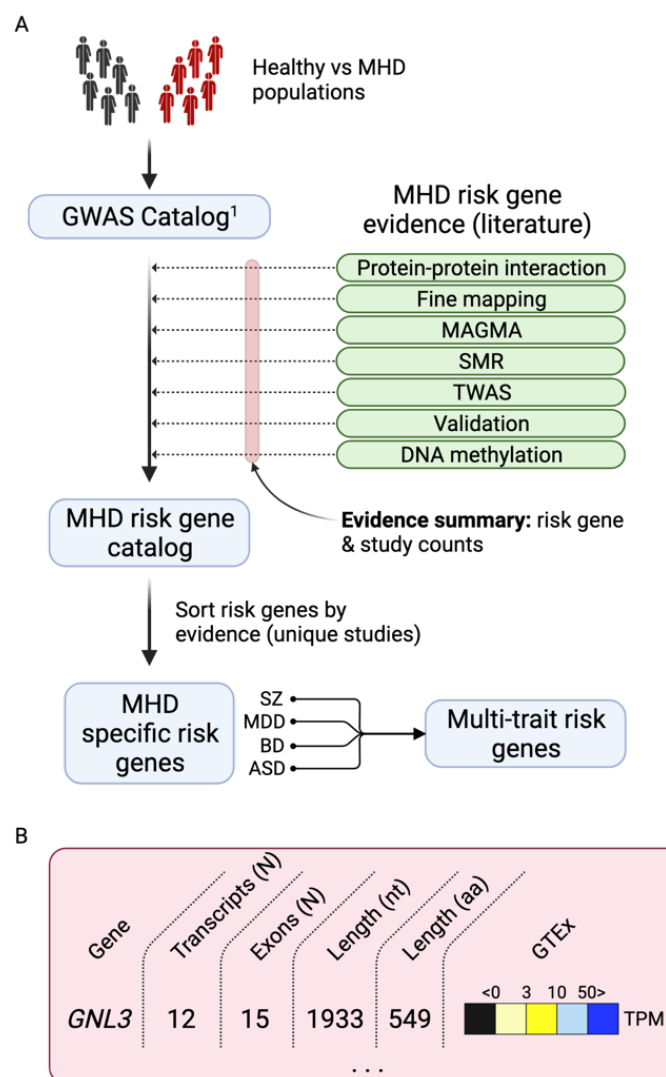 A
Healthy vs MHD
populations
GWAS Catalog¹
MHD risk gene
evidence (literature)
Protein-protein interaction
Fine mapping
MAGMA
SMR
TWAS
Validation
DNA methylation
MHD risk gene
catalog
Evidence summary: risk gene
& study counts
Sort risk genes by
evidence (unique studies)
MHD
specific risk
genes
SZ
MDD
BD
ASD
Multi-trait risk
genes
B
Gene
Transcripts (N)
Exons (N)
Length (nt)
Length (aa)
GTEx
GNL3 12 15 1933 549
<0 3 10 50>
TPM
. . .